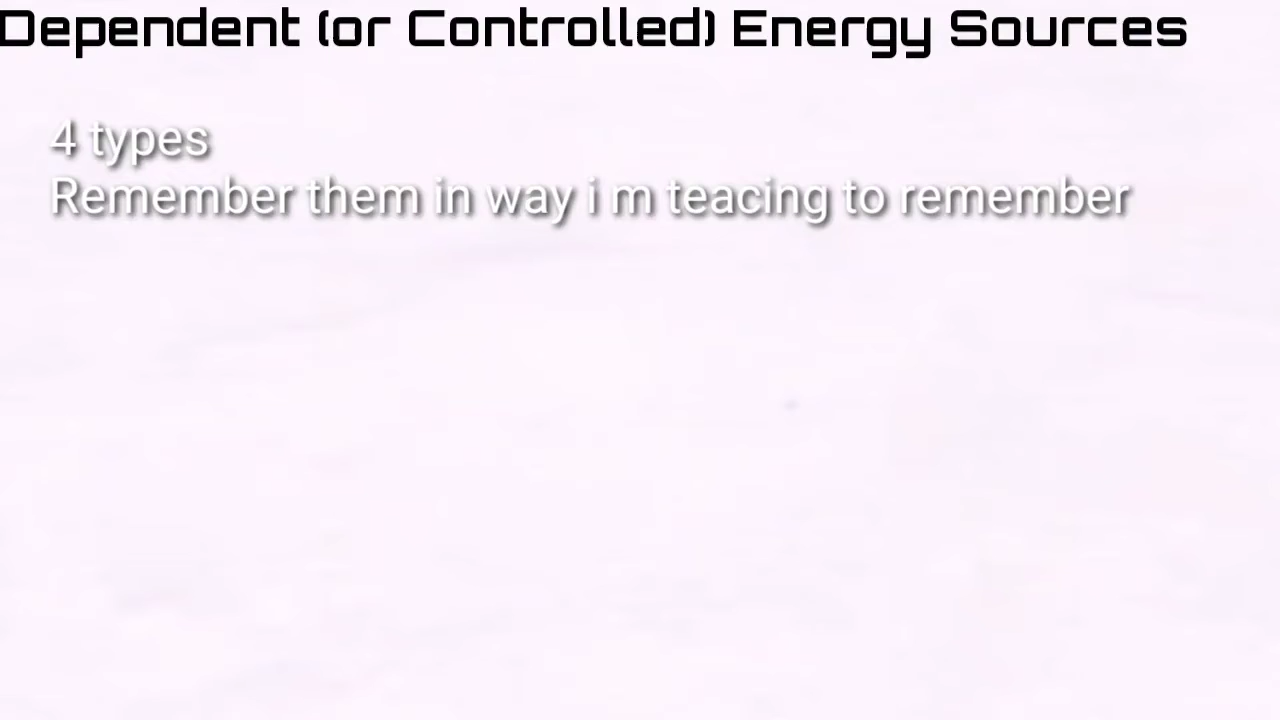 Dependent (or Controlled) Energy Sources
4 types
Remember them in way i m teacing to remember